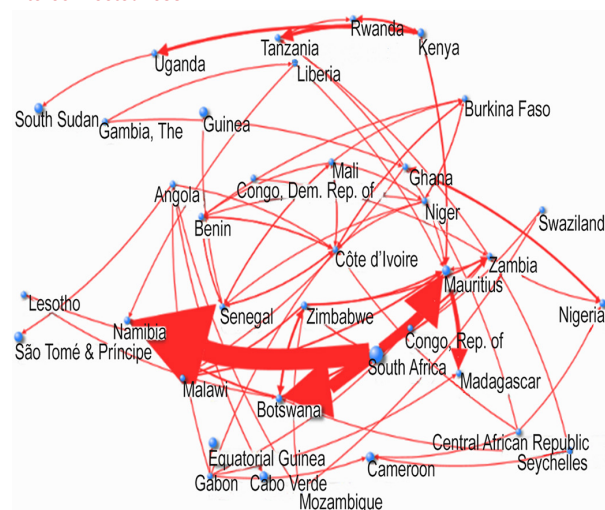 Rwanda
Tanzania
Kenya
Uganda
Liberia
South Sudan
Gambia, The
Guinea
Burkina Faso
Mali
Ghana
Congo, Dem. Rep. of
Angola
Niger
Benin
Swaziland
Côte d’Ivoire
Zambia
Mauritius
Lesotho
Namibia
Senegal
Zimbabwe
Nigeria
São Tomé & Príncipe
Congo, Rep. of
South Africa
Malawi
Madagascar
Botswana
Central African Republic
Equatorial Guinea
Seychelles
Cameroon
Gabon
Cabo Verde
Mozambique